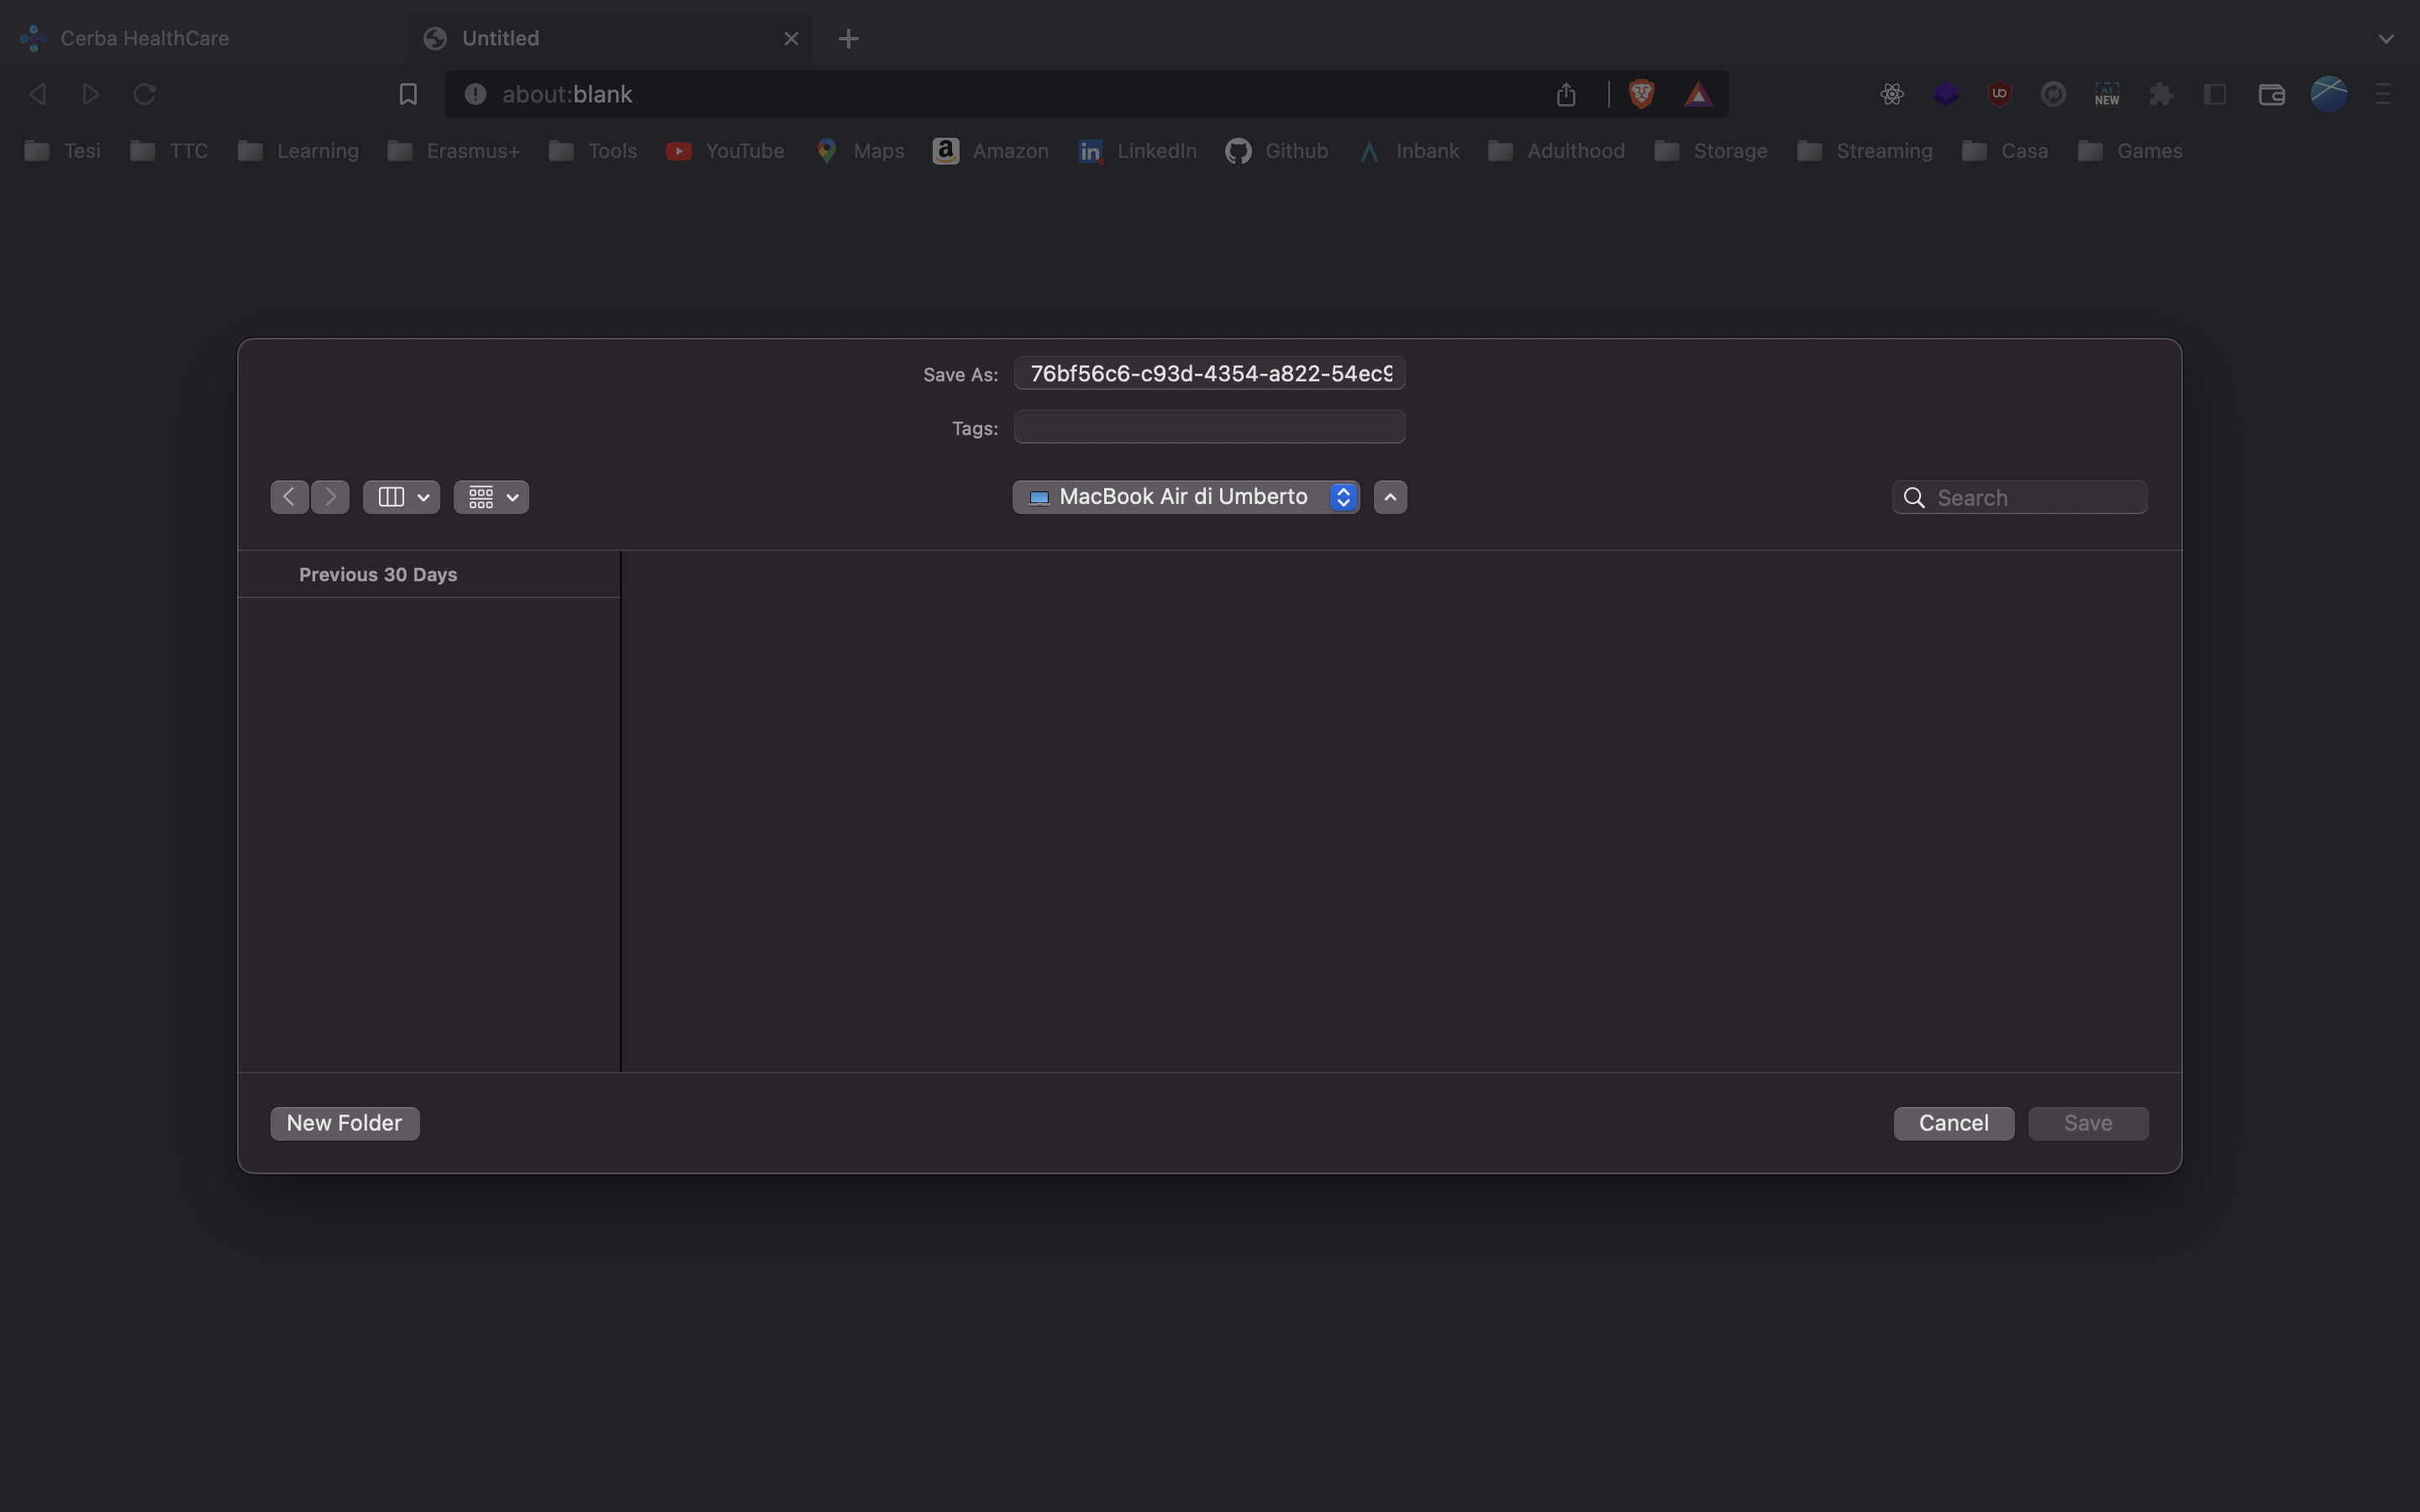 Cerba HealthCare
Untitled
about:blank
NEW
Tesi
TTC
Learning
Erasmus+
Tools
YouTube
Maps
Amazon
LinkedIn
Github
Inbank
Adulthood
Storage
Streaming
Casa
Games
Save As: 76bf56c6-c93d-4354-a822-54ec9
Tags:
MacBook Air di Umberto
Search
Previous 30 Days
New Folder
Cancel
Save